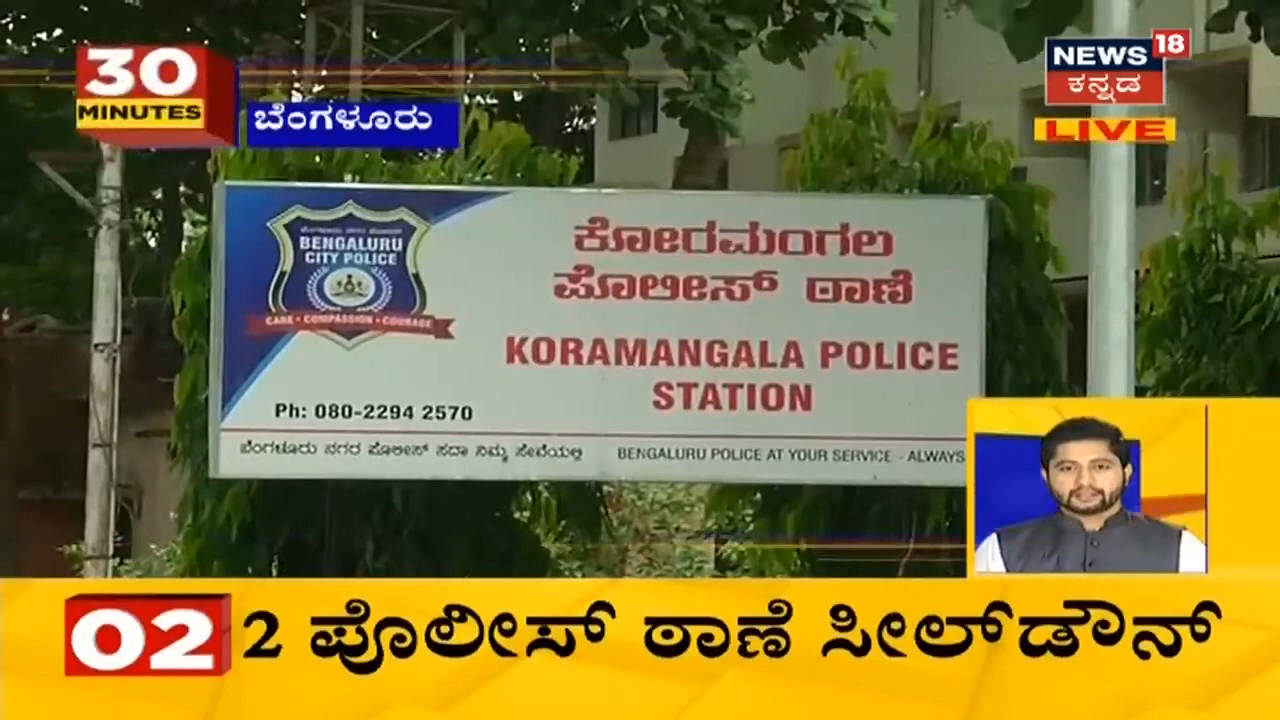 30
MINUTES
ಬೆಂಗಳೂರು
NEWS 18
ಕನ್ನಡ
LIVE
BENGALURU
CITY POLICE
CARE • COMPASSION • COURAGE
ಕೋರಮಂಗಲ
ಪೊಲೀಸ್ ಠಾಣೆ
KORAMANGALA POLICE
STATION
Ph: 080-2294 2570
ಬೆಂಗಳೂರು ನಗರ ಪೊಲೀಸ್ ಸದಾ ನಿಮ್ಮ ಸೇವೆಯಲ್ಲಿ
BENGALURU POLICE AT YOUR SERVICE - ALWAYS
02
2 ಪೊಲೀಸ್ ಠಾಣೆ ಸೀಲ್‌ಡೌನ್